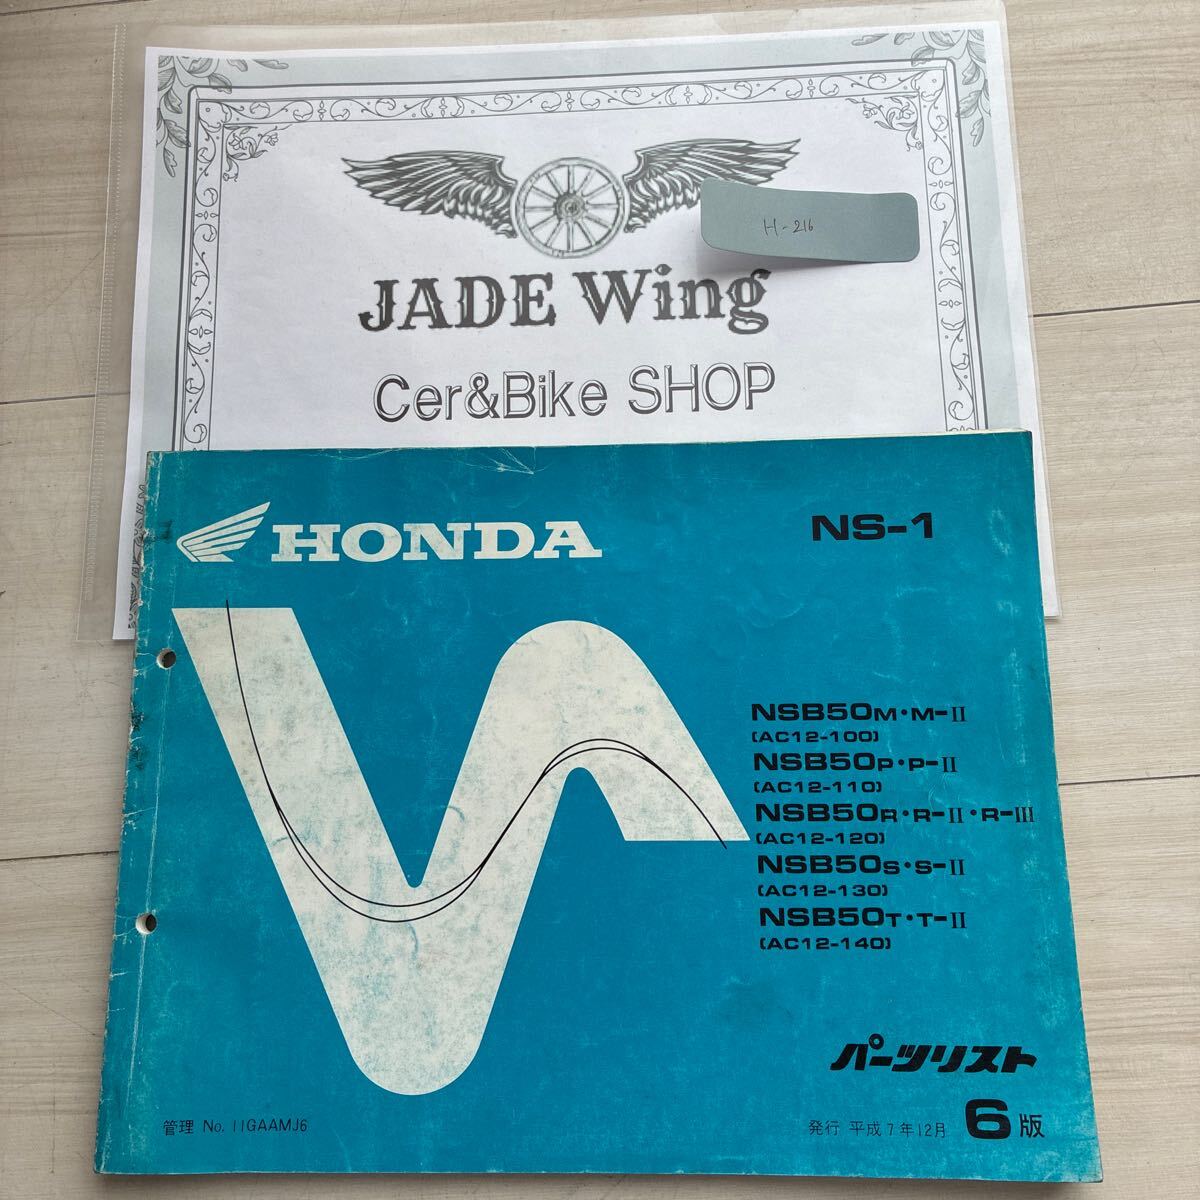 H-216
JADE Wing
Cer&Bike SHOP
HONDA
NS-1
NSB50M・M-II
(AC12-100)
NSB50P・P-II
(AC12-110)
NSB50R・R-II・R-III
(AC12-120)
NSB50S・S-II
(AC12-130)
NSB50T・T-II
(AC12-140)
パーツリスト
管理 No. 11GAAMJ6
発行 平成7年12月 6版